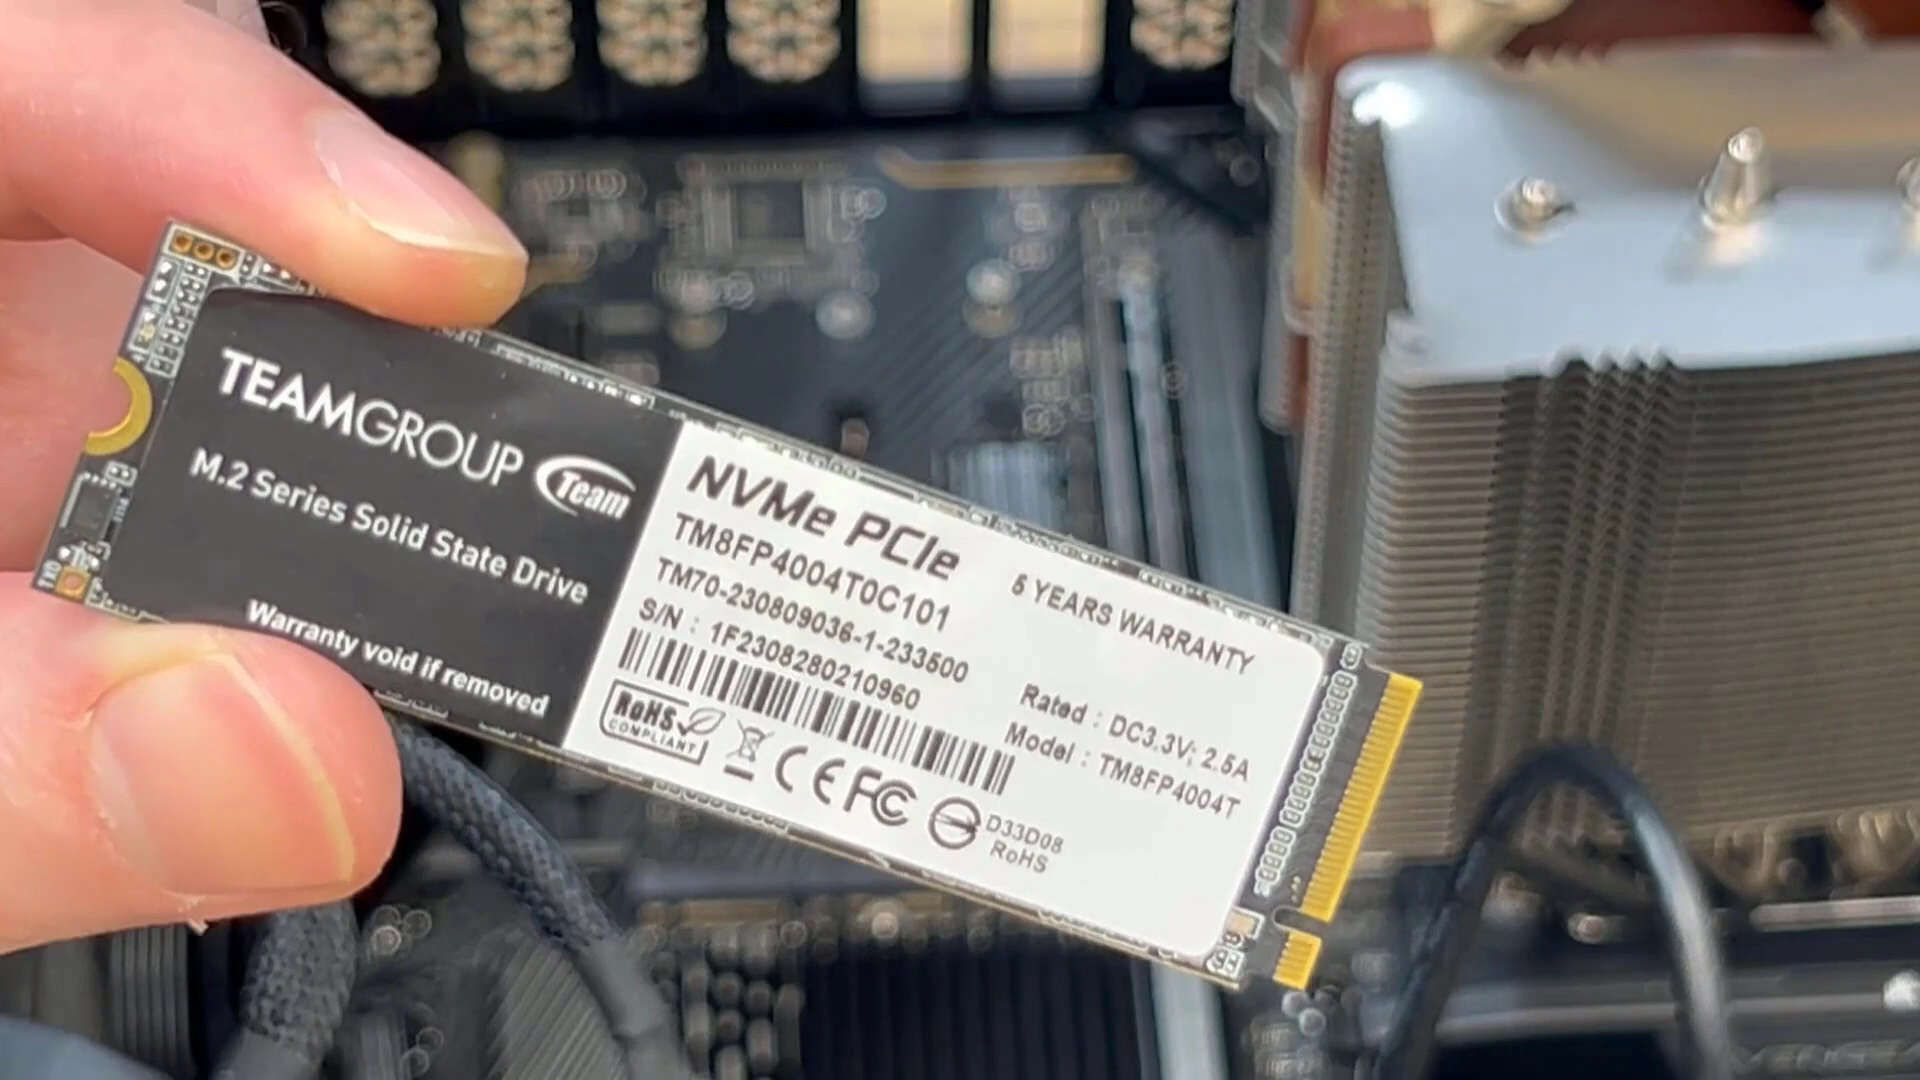 TEAMGROUP Team
M.2 Series Solid State Drive
Warranty void if removed
NVMe PCIe
TM8FP4004T0C101
TM70-230809036-1-233500
S/N : 1F2308280210960
5 YEARS WARRANTY
Rated : DC3.3V; 2.5A
Model : TM8FP4004T
RoHS
COMPLIANT
CE FC
D33D08
RoHS